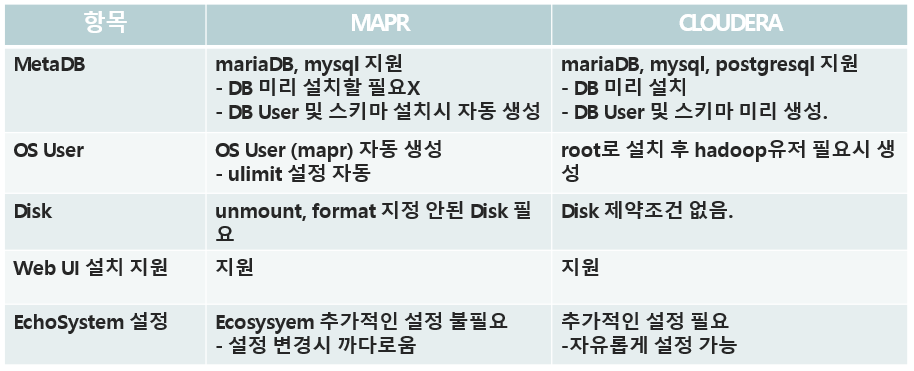 항목 MAPR CLOUDERA
MetaDB
mariaDB, mysql 지원
- DB 미리 설치할 필요X
- DB User 및 스키마 설치시 자동 생성
mariaDB, mysql, postgresql 지원
- DB 미리 설치
- DB User 및 스키마 미리 생성.
OS User
OS User (mapr) 자동 생성
- ulimit 설정 자동
root로 설치 후 hadoop유저 필요시 생
성
Disk
unmount, format 지정 안된 Disk 필
요
Disk 제약조건 없음.
Web UI 설치 지원
지원
지원
EchoSystem 설정
Ecosysyem 추가적인 설정 불필요
- 설정 변경시 까다로움
추가적인 설정 필요
-자유롭게 설정 가능